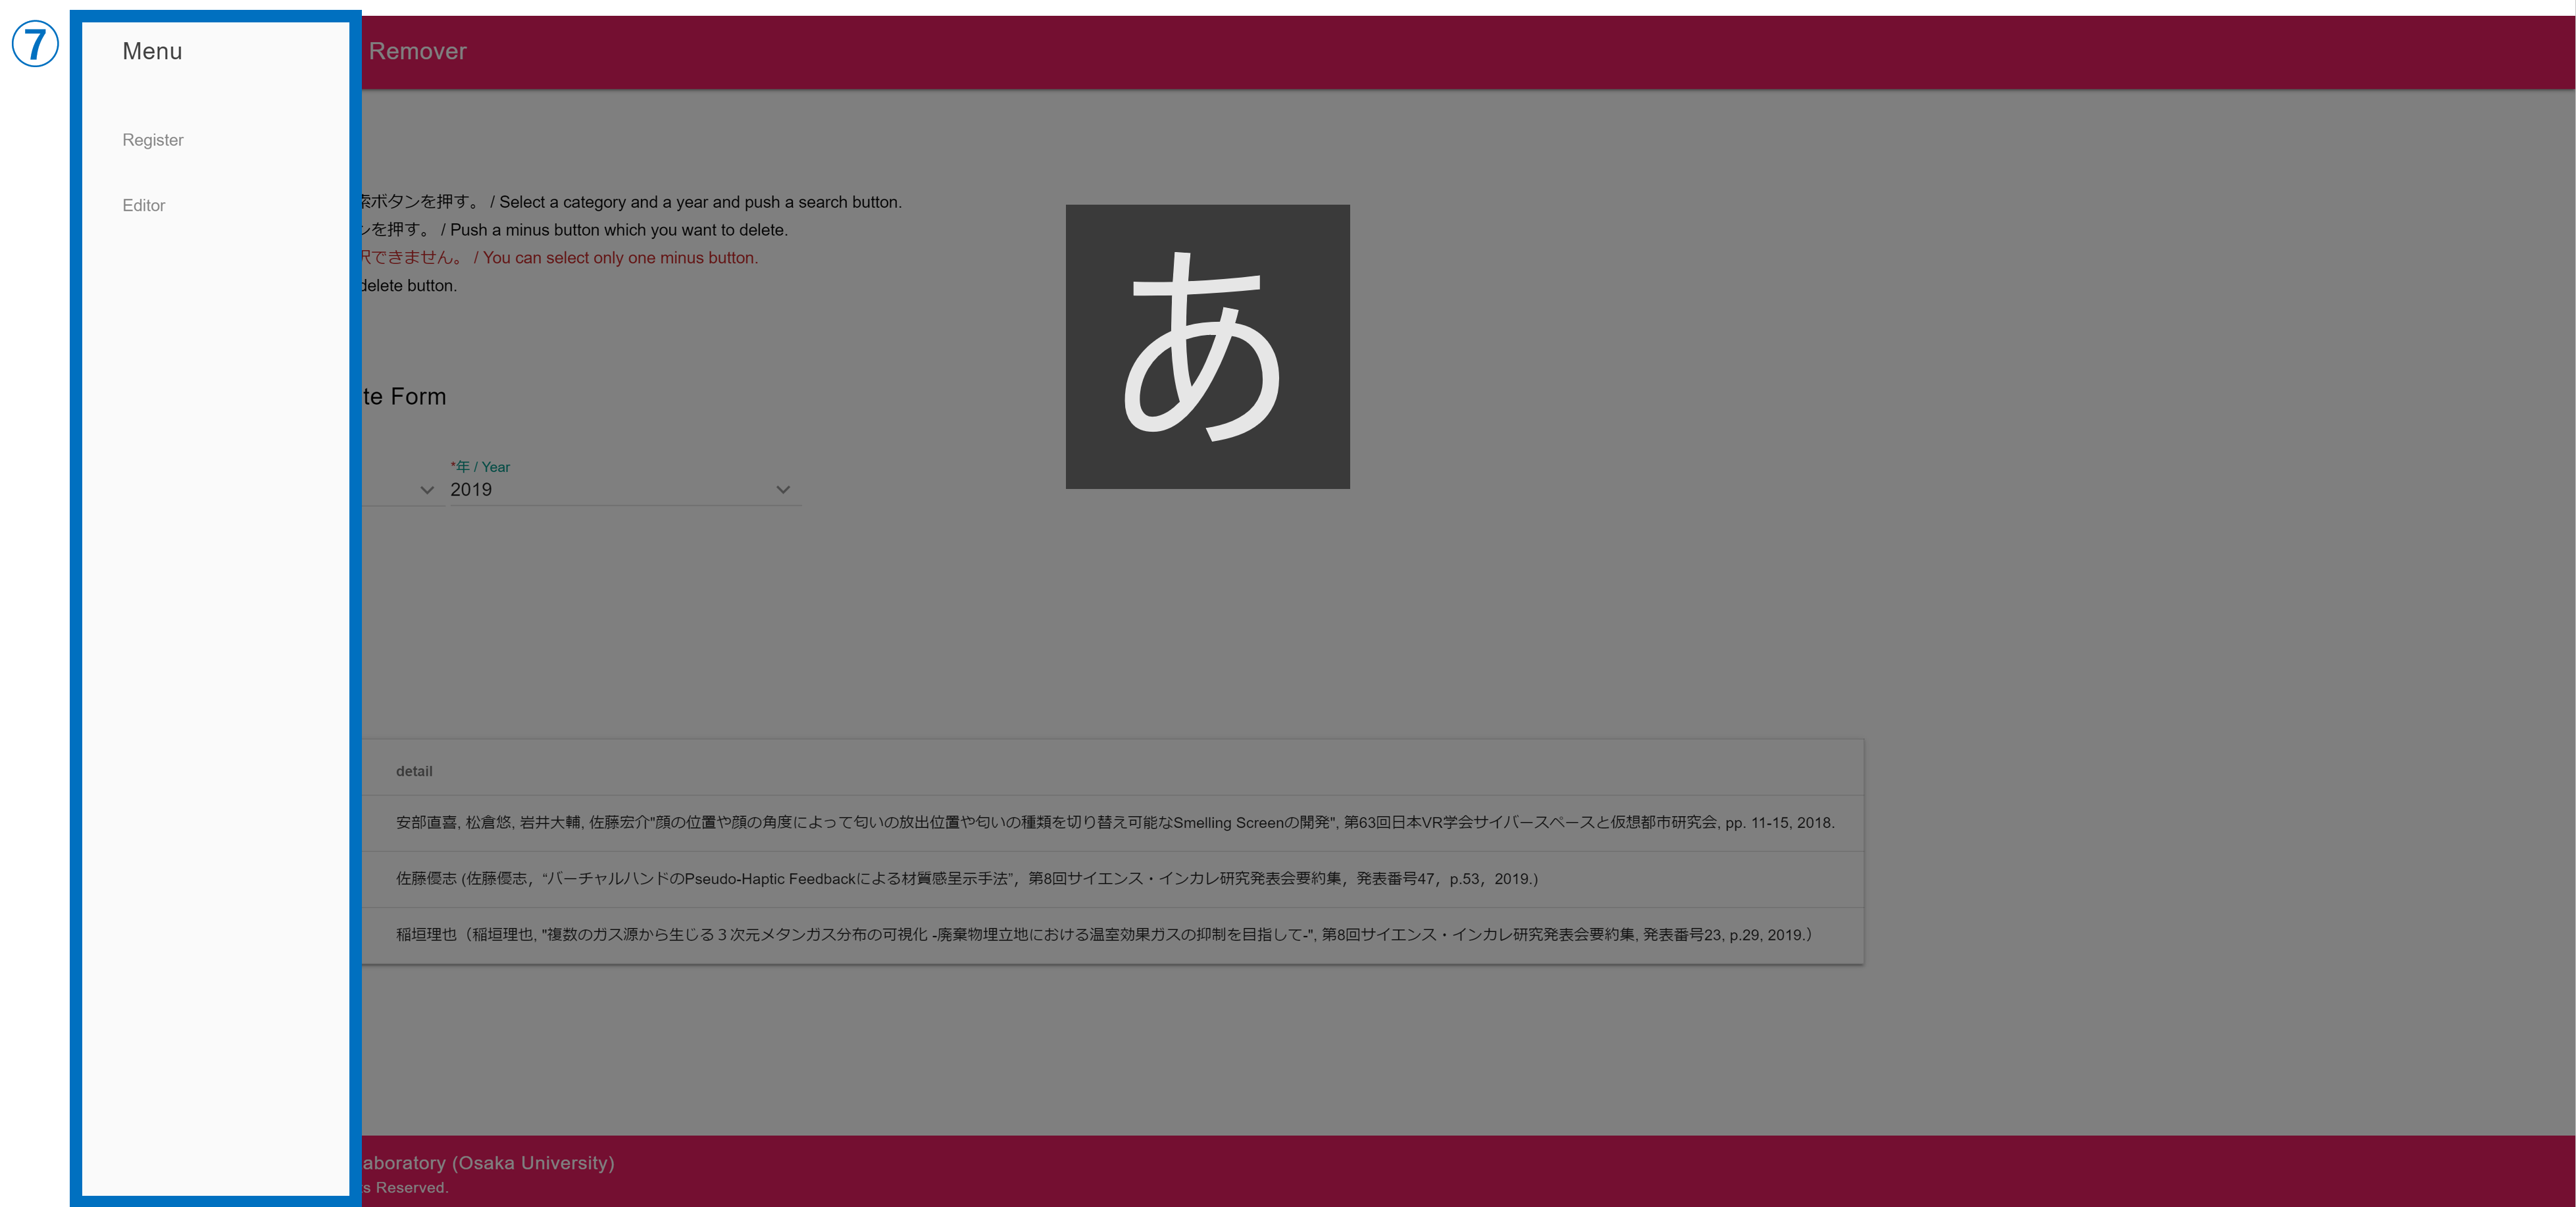 ⑦
Menu
Remover
Register
Editor
ボタンを押す。 / Select a category and a year and push a search button.
を押す。 / Push a minus button which you want to delete.
できません。 / You can select only one minus button.
delete button.
あ
te Form
*年 / Year
2019
detail
安部直喜, 松倉悠, 岩井大輔, 佐藤宏介"顔の位置や顔の角度によって匂いの放出位置や匂いの種類を切り替え可能なSmelling Screenの開発", 第63回日本VR学会サイバースペースと仮想都市研究会, pp. 11-15, 2018.
佐藤優志 (佐藤優志，“バーチャルハンドのPseudo-Haptic Feedbackによる材質感呈示手法”，第8回サイエンス・インカレ研究発表会要約集，発表番号47，p.53，2019.)
稲垣理也（稲垣理也, "複数のガス源から生じる３次元メタンガス分布の可視化 -廃棄物埋立地における温室効果ガスの抑制を目指して-", 第8回サイエンス・インカレ研究発表会要約集, 発表番号23, p.29, 2019.）
aboratory (Osaka University)
s Reserved.